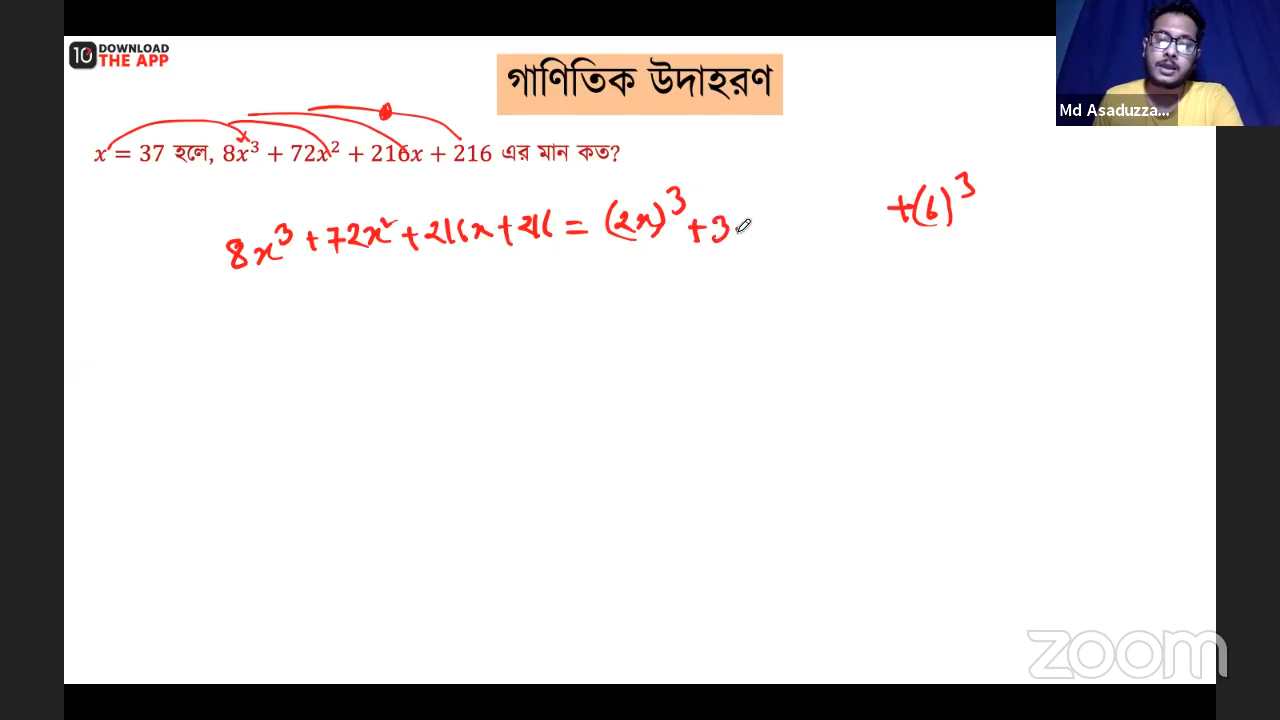 10 DOWNLOAD
THE APP
গাণিতিক উদাহরণ
Md Asaduzza...
x = 37 হলে, 8x³ + 72x² + 216x + 216 এর মান কত?
8x³ + 72x² + 216x + 216 = (2x)³ + 3 + (6)³
zoom